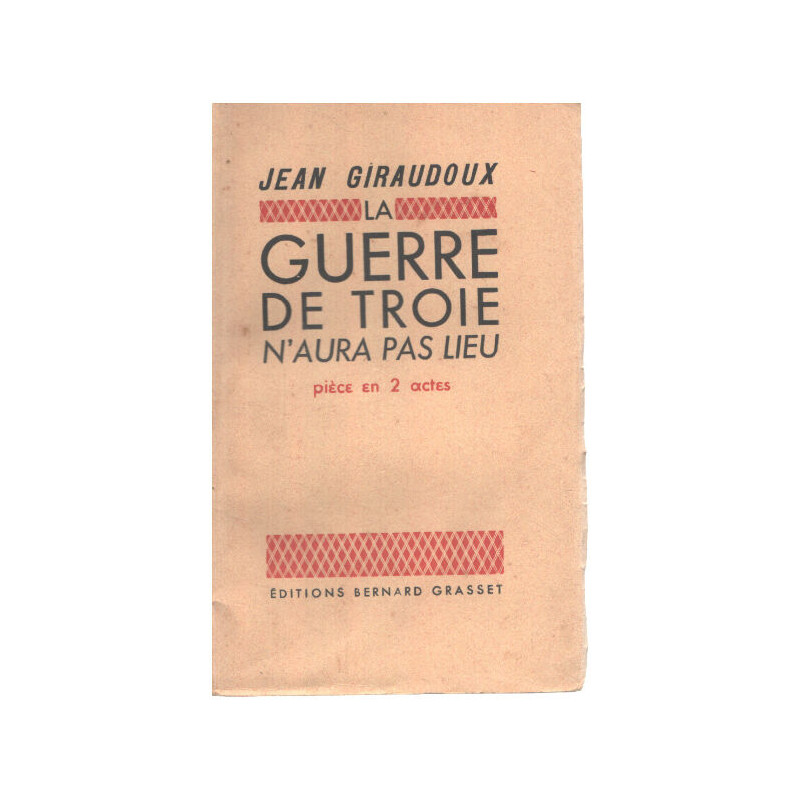 JEAN GIRAUDOUX
LA
GUERRE
DE TROIE
N'AURA PAS LIEU
pièce en 2 actes
ÉDITIONS BERNARD GRASSET